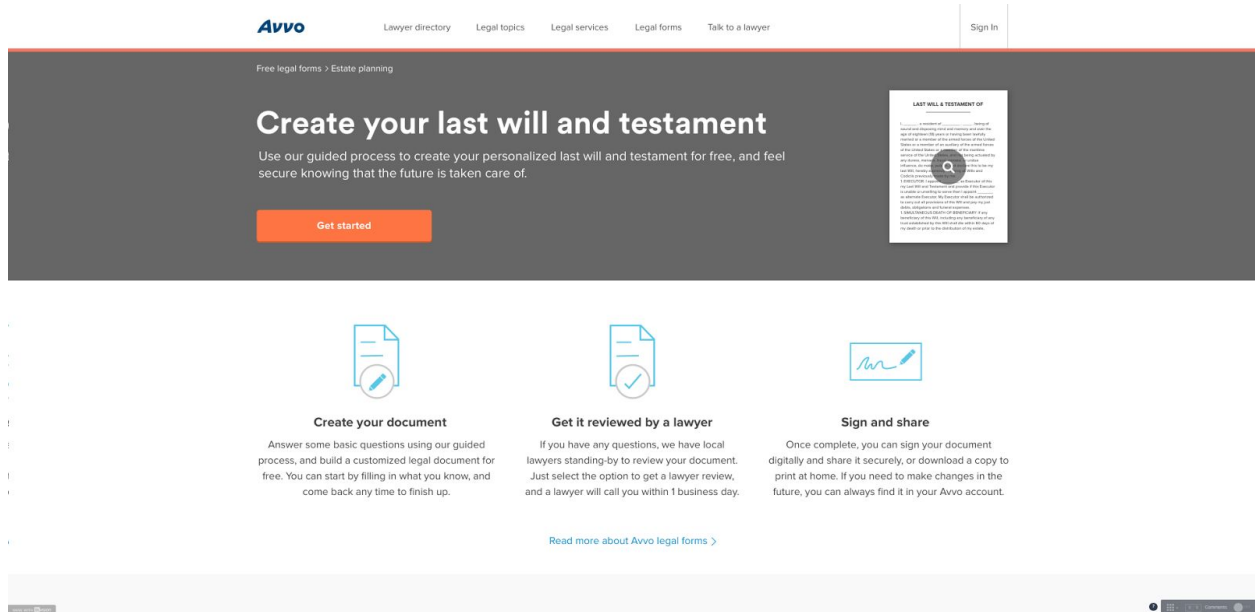 Avvo
Lawyer directory
Legal topics
Legal services
Legal forms
Talk to a lawyer
Sign In
Free legal forms > Estate planning
Create your last will and testament
Use our guided process to create your personalized last will and testament for free, and feel
secure knowing that the future is taken care of.
Get started
LAST WILL & TESTAMENT OF
Create your document
Answer some basic questions using our guided
process, and build a customized legal document for
free. You can start by filling in what you know, and
come back any time to finish up.
Get it reviewed by a lawyer
If you have any questions, we have local
lawyers standing-by to review your document.
Just select the option to get a lawyer review,
and a lawyer will call you within 1 business day.
Sign and share
Once complete, you can sign your document
digitally and share it securely, or download a copy to
print at home. If you need to make changes in the
future, you can always find it in your Avvo account.
Read more about Avvo legal forms >
Comments